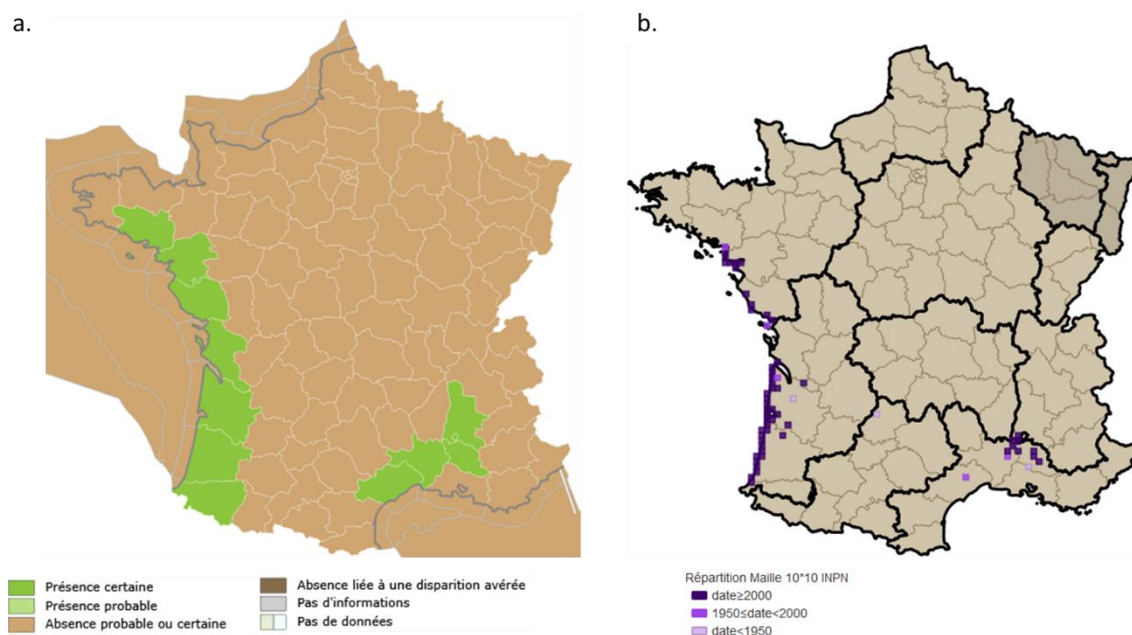 a.
b.
Présence certaine
Présence probable
Absence probable ou certaine
Absence liée à une disparition avérée
Pas d'informations
Pas de données
Répartition Maille 10*10 INPN
date≥2000
1950≤date<2000
date<1950